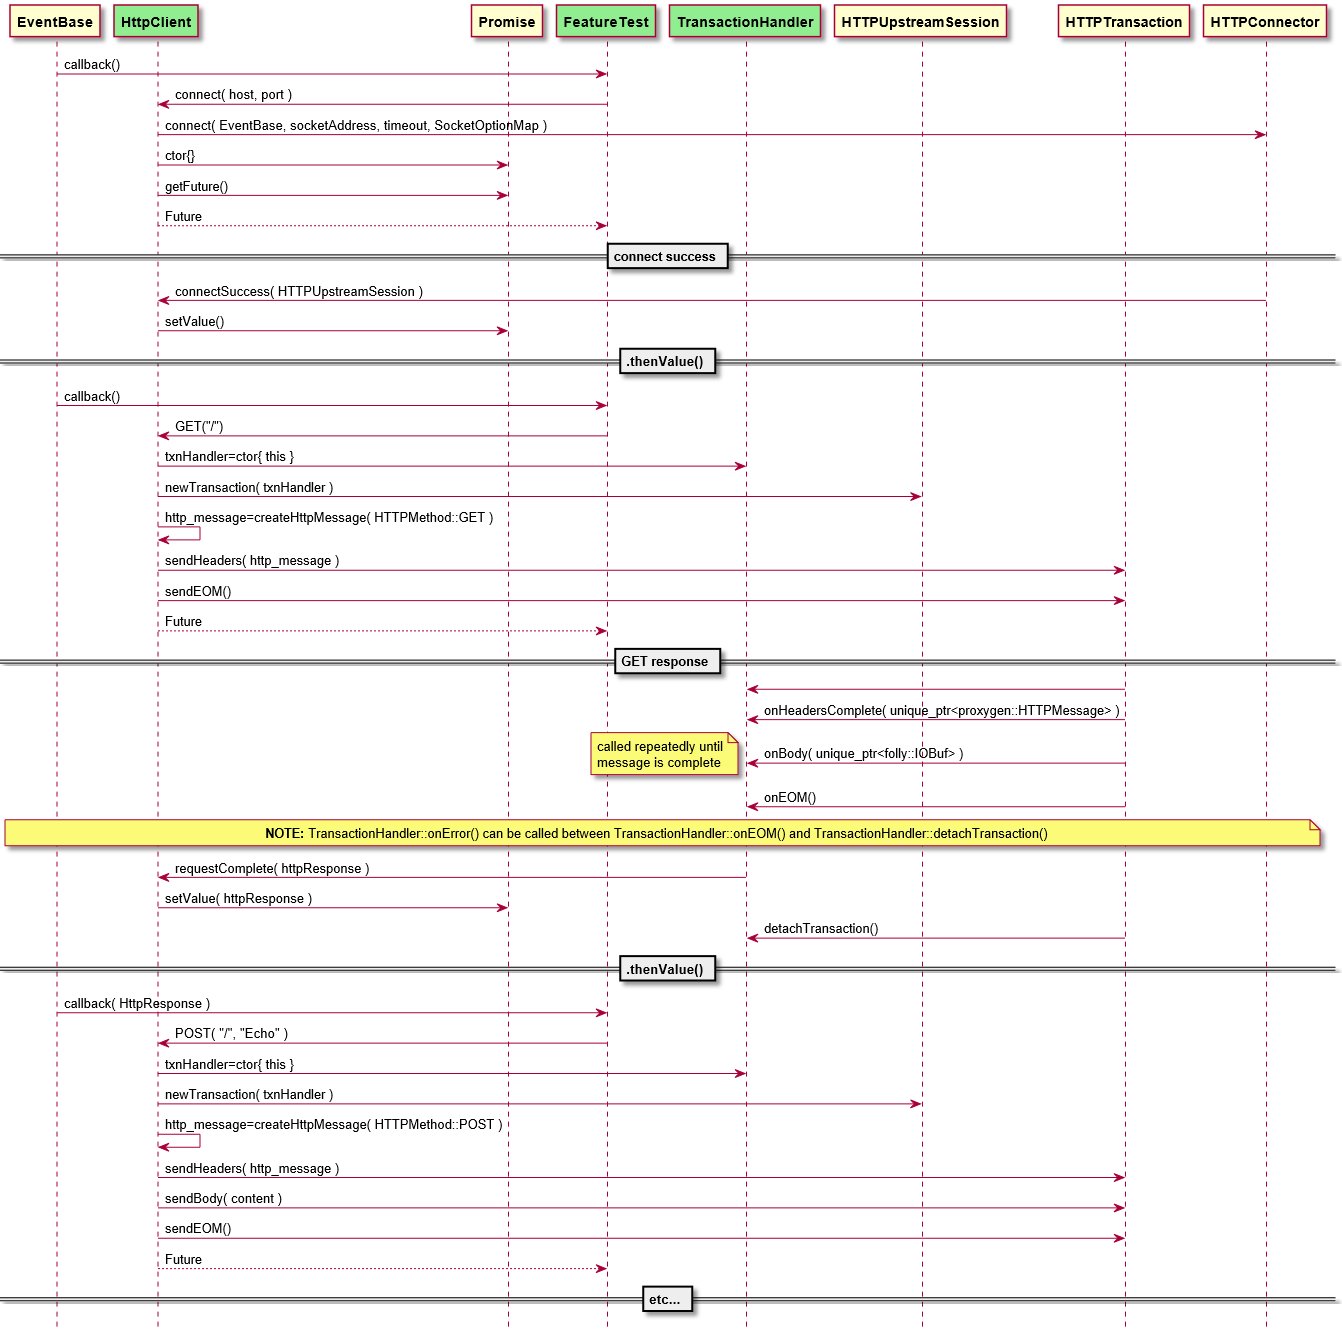 EventBase
HttpClient
Promise
FeatureTest
TransactionHandler
HTTPUpstreamSession
HTTPTransaction
HTTPConnector
callback()
connect( host, port )
connect( EventBase, socketAddress, timeout, SocketOptionMap )
ctor{}
getFuture()
Future
connect success
connectSuccess( HTTPUpstreamSession )
setValue()
.thenValue()
callback()
GET("/")
txnHandler=ctor{ this }
newTransaction( txnHandler )
http_message=createHttpMessage( HTTPMethod::GET )
sendHeaders( http_message )
sendEOM()
Future
GET response
onHeadersComplete( unique_ptr<proxygen::HTTPMessage> )
called repeatedly until
message is complete
onBody( unique_ptr<folly::IOBuf> )
onEOM()
NOTE: TransactionHandler::onError() can be called between TransactionHandler::onEOM() and TransactionHandler::detachTransaction()
requestComplete( httpResponse )
setValue( httpResponse )
detachTransaction()
.thenValue()
callback( HttpResponse )
POST( "/", "Echo" )
txnHandler=ctor{ this }
newTransaction( txnHandler )
http_message=createHttpMessage( HTTPMethod::POST )
sendHeaders( http_message )
sendBody( content )
sendEOM()
Future
etc...